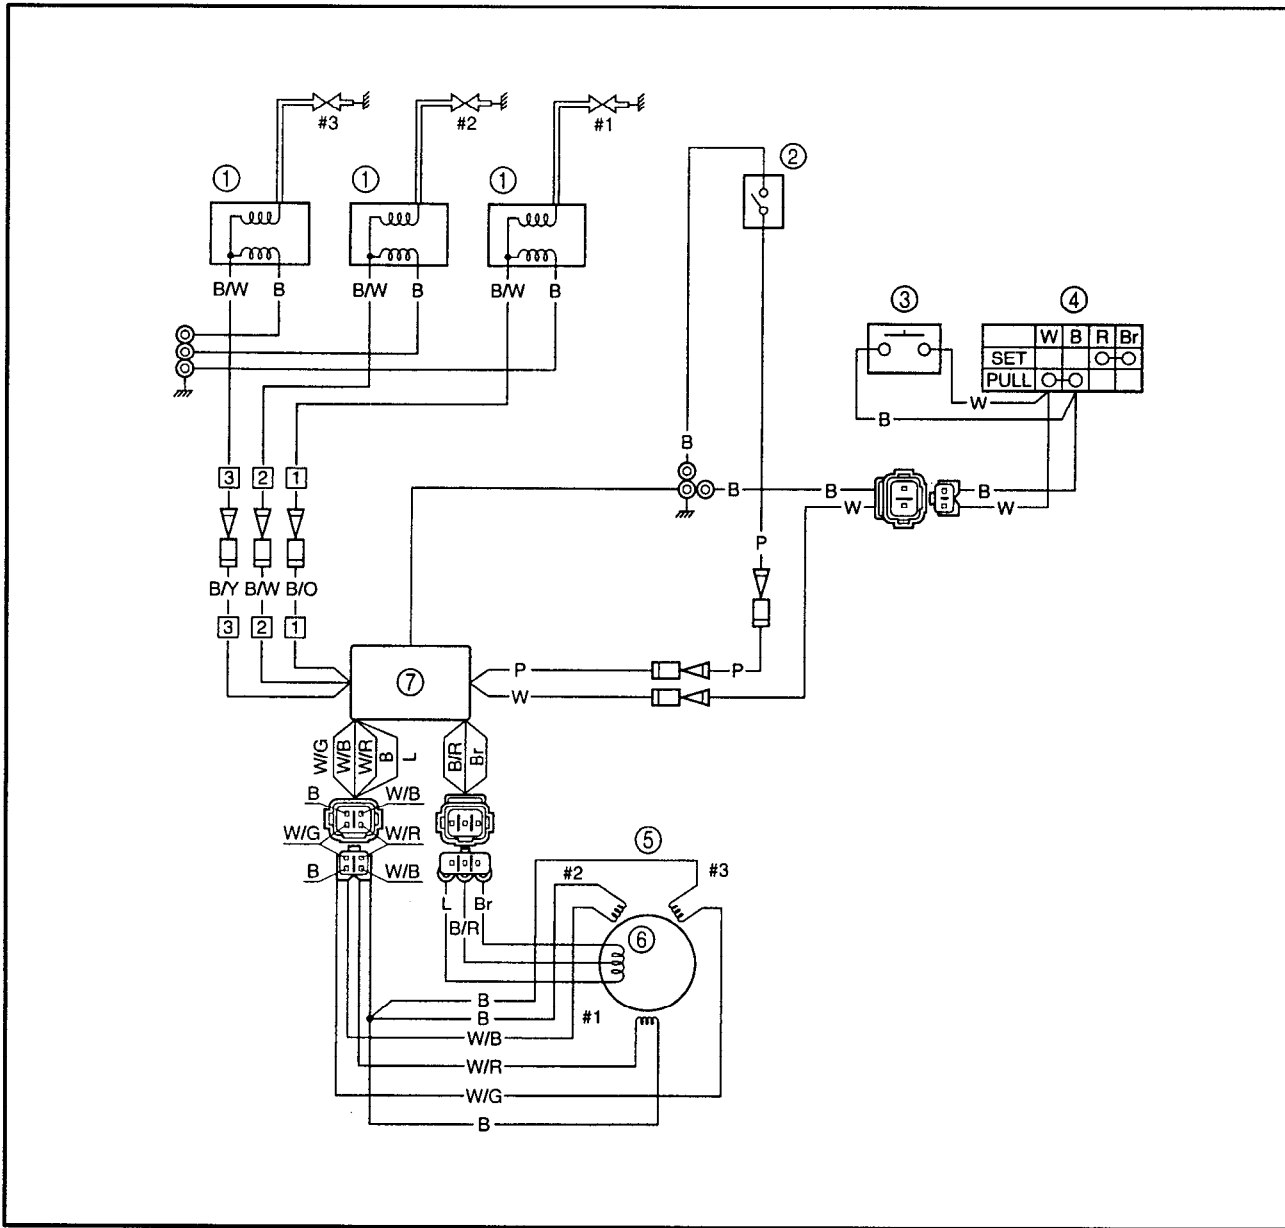 #3 #2 #1
① ① ① ②
B/W B B/W B B/W B
③ ④
W B R Br
SET
PULL
W
B
B
3 2 1
B B B
W W
P
B/Y B/W B/O
3 2 1
P P
⑦
W
W/G W/B W/R B L B/R Br
B W/B
W/G W/R
B W/B
⑤
#2 #3
L Br
B/R
⑥
B
B #1
W/B
W/R
W/G
B